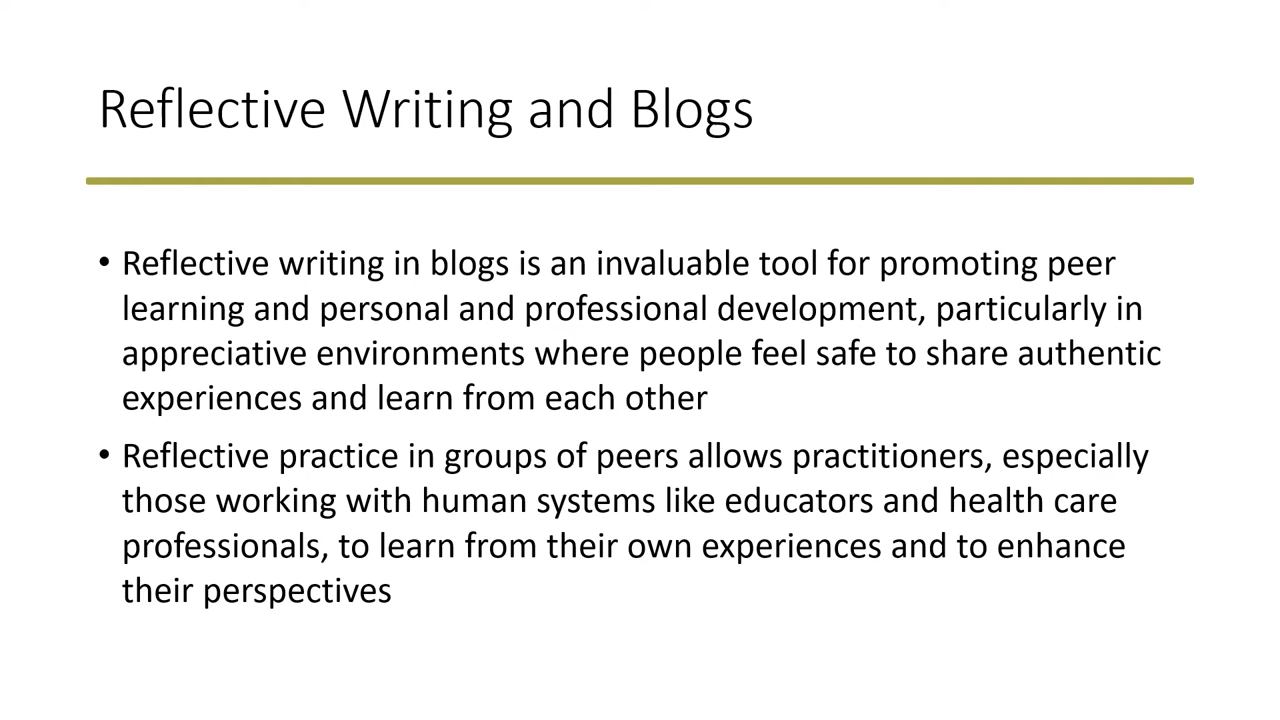 Reflective Writing and Blogs
• Reflective writing in blogs is an invaluable tool for promoting peer
learning and personal and professional development, particularly in
appreciative environments where people feel safe to share authentic
experiences and learn from each other
• Reflective practice in groups of peers allows practitioners, especially
those working with human systems like educators and health care
professionals, to learn from their own experiences and to enhance
their perspectives